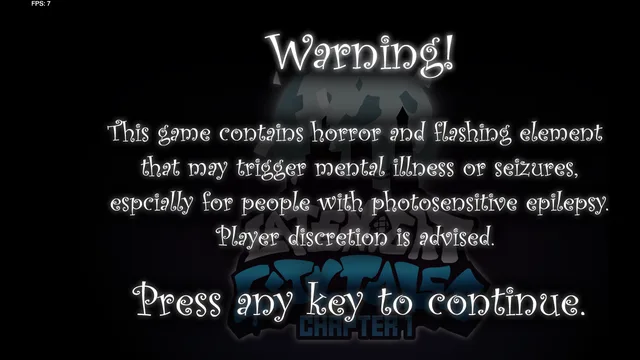 FPS: 7
Warning!
This game contains horror and flashing element
that may trigger mental illness or seizures,
espcially for people with photosensitive epilepsy.
Player discretion is advised.
Press any key to continue.
CHAPTER 1